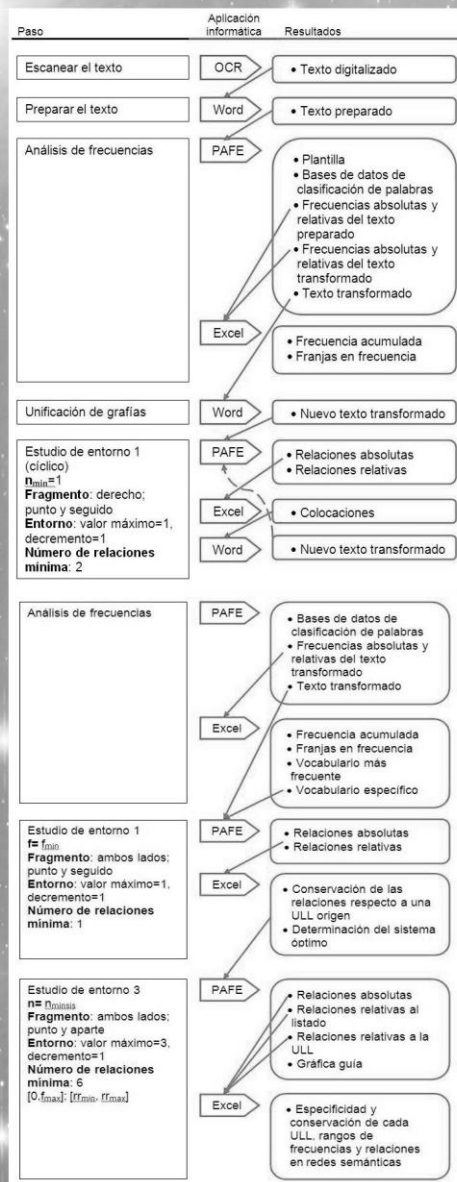 Paso
Aplicación
informática
Resultados
Escanear el texto
OCR
• Texto digitalizado
Preparar el texto
Word
• Texto preparado
Análisis de frecuencias
PAFE
• Plantilla
• Bases de datos de
clasificación de palabras
• Frecuencias absolutas y
relativas del texto
preparado
• Frecuencias absolutas y
relativas del texto
transformado
• Texto transformado
Excel
• Frecuencia acumulada
• Franjas en frecuencia
Unificación de grafías
Word
• Nuevo texto transformado
Estudio de entorno 1
(cíclico)
nmin=1
Fragmento: derecho;
punto y seguido
Entorno: valor máximo=1,
decremento=1
Número de relaciones
mínima: 2
PAFE
• Relaciones absolutas
• Relaciones relativas
Excel
• Colocaciones
Word
• Nuevo texto transformado
Análisis de frecuencias
PAFE
• Bases de datos de
clasificación de palabras
• Frecuencias absolutas y
relativas del texto
transformado
• Texto transformado
Excel
• Frecuencia acumulada
• Franjas en frecuencia
• Vocabulario más
frecuente
• Vocabulario específico
Estudio de entorno 1
f= fmin
Fragmento: ambos lados;
punto y seguido
Entorno: valor máximo=1,
decremento=1
Número de relaciones
mínima: 1
PAFE
• Relaciones absolutas
• Relaciones relativas
Excel
• Conservación de las
relaciones respecto a una
ULL origen
• Determinación del sistema
óptimo
Estudio de entorno 3
n= nminsis
Fragmento: ambos lados;
punto y aparte
Entorno: valor máximo=3,
decremento=1
Número de relaciones
mínima: 6
[0,fmax]; [rrmin, rrmax]
PAFE
• Relaciones absolutas
• Relaciones relativas al
listado
• Relaciones relativas a la
ULL
• Gráfica guía
Excel
• Especificidad y
conservación de cada
ULL, rangos de
frecuencias y relaciones
en redes semánticas